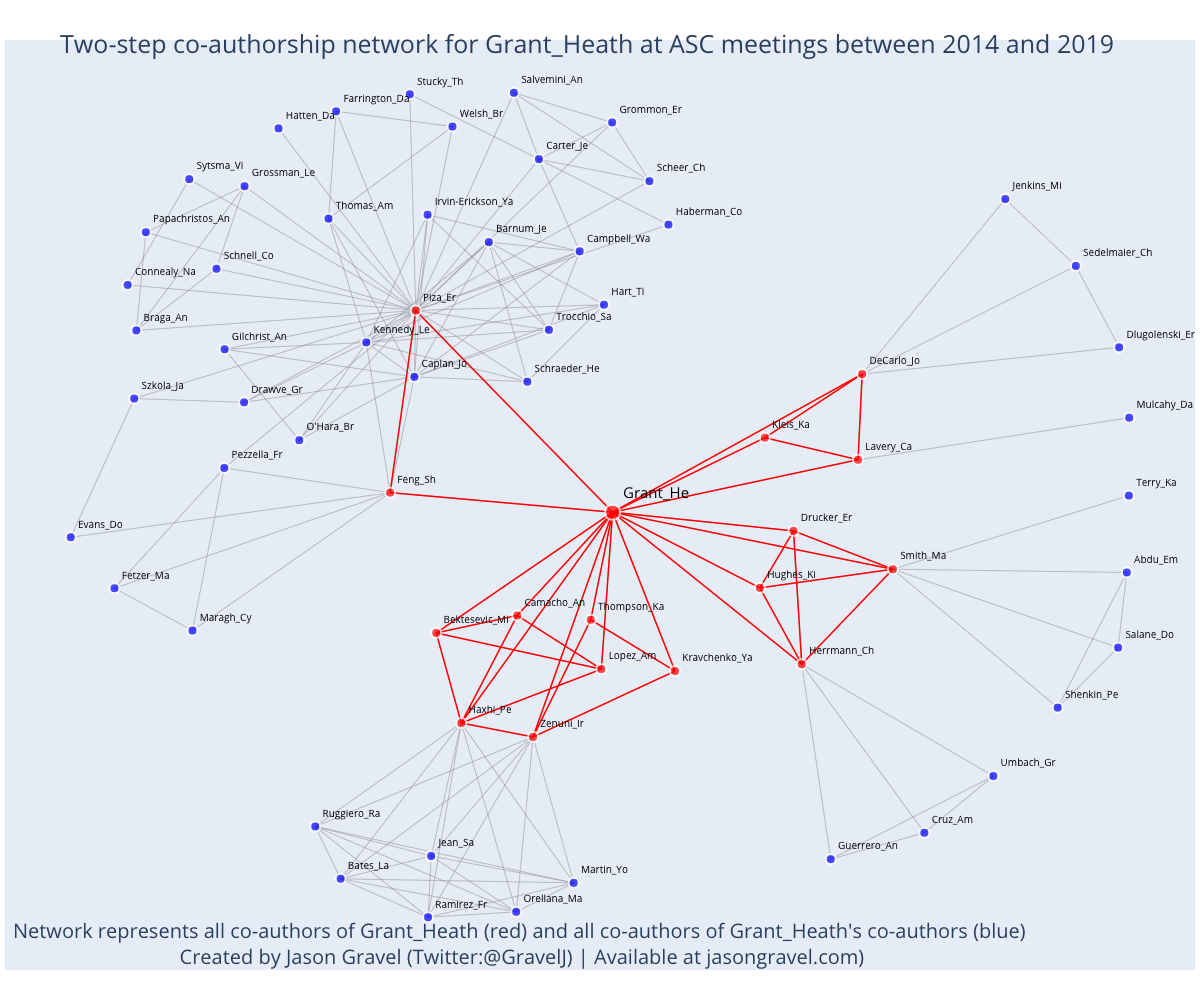 Two-step co-authorship network for Grant_Heath at ASC meetings between 2014 and 2019
Stucky_Th
Salvemini_An
Farrington_Da
Hatten_Da
Welsh_Br
Grommon_Er
Carter_Je
Sytsma_Vi
Grossman_Le
Scheer_Ch
Jenkins_Mi
Thomas_Am
Irvin-Erickson_Ya
Papachristos_An
Haberman_Co
Barnum_Je
Campbell_Wa
Schnell_Co
Sedelmaier_Ch
Connealy_Na
Hart_Ti
Piza_Er
Braga_An
Trocchio_Sa
Kennedy_Le
Gilchrist_An
Dlugolenski_Er
Caplan_Jo
DeCarlo_Jo
Schraeder_He
Szkola_Ja
Drawve_Gr
Mulcahy_Da
Kleis_Ka
O'Hara_Br
Lavery_Ca
Pezzella_Fr
Feng_Sh
Terry_Ka
Grant_He
Drucker_Er
Evans_Do
Smith_Ma
Abdu_Em
Fetzer_Ma
Hughes_Ki
Camacho_An
Thompson_Ka
Maragh_Cy
Bektesevic_Mi
Salane_Do
Lopez_Am
Kravchenko_Ya
Herrmann_Ch
Shenkin_Pe
Haxhi_Pe
Zenuni_Ir
Umbach_Gr
Ruggiero_Ra
Cruz_Am
Jean_Sa
Guerrero_An
Bates_La
Martin_Yo
Orellana_Ma
Ramirez_Fr
Network represents all co-authors of Grant_Heath (red) and all co-authors of Grant_Heath's co-authors (blue)
Created by Jason Gravel (Twitter:@GravelJ) | Available at jasongravel.com)